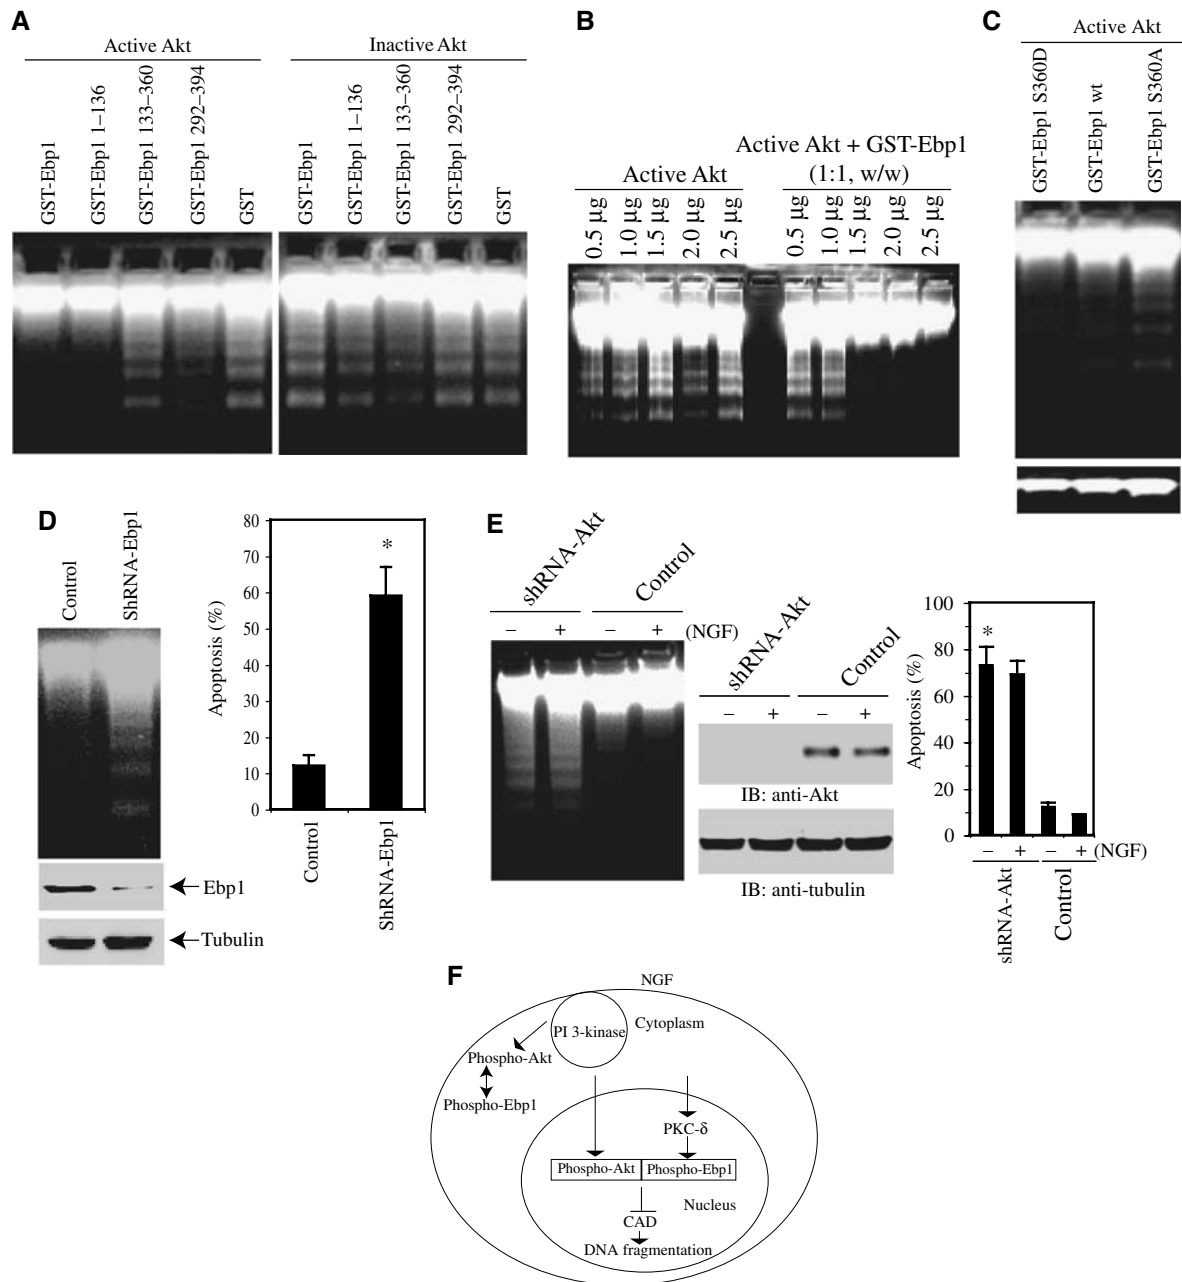 A
Active Akt
Inactive Akt
GST-Ebp1
GST-Ebp1 1–136
GST-Ebp1 133–360
GST-Ebp1 292–394
GST
GST-Ebp1
GST-Ebp1 1–136
GST-Ebp1 133–360
GST-Ebp1 292–394
GST
B
Active Akt
Active Akt + GST-Ebp1
(1:1, w/w)
0.5 µg
1.0 µg
1.5 µg
2.0 µg
2.5 µg
0.5 µg
1.0 µg
1.5 µg
2.0 µg
2.5 µg
C
Active Akt
GST-Ebp1 S360D
GST-Ebp1 wt
GST-Ebp1 S360A
D
Control
ShRNA-Ebp1
Ebp1
Tubulin
Apoptosis (%)
80
70
60
50
40
30
20
10
0
*
Control
ShRNA-Ebp1
E
shRNA-Akt
Control
– + – + (NGF)
shRNA-Akt
Control
– + – +
IB: anti-Akt
IB: anti-tubulin
Apoptosis (%)
100
80
60
40
20
0
*
– + – + (NGF)
shRNA-Akt
Control
F
NGF
PI 3-kinase
Cytoplasm
Phospho-Akt
Phospho-Ebp1
PKC-δ
Phospho-Akt
Phospho-Ebp1
Nucleus
CAD
DNA fragmentation